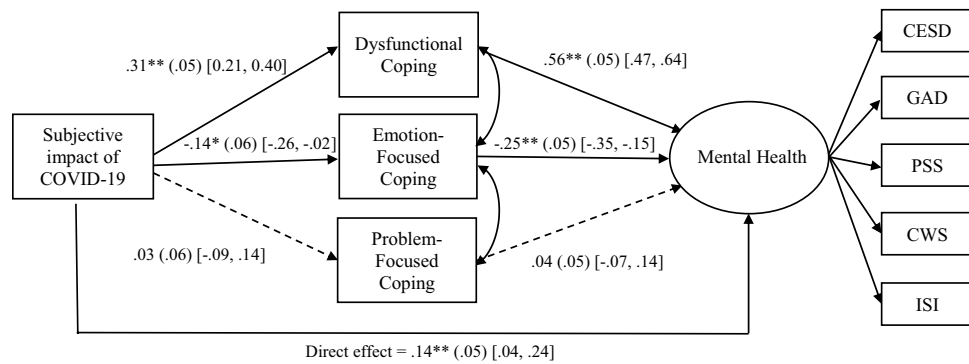 Dysfunctional
Coping
CESD
.31** (.05) [0.21, 0.40]
.56** (.05) [.47, .64]
GAD
Subjective
impact of
COVID-19
-.14* (.06) [-.26, -.02]
Emotion-
Focused
Coping
-.25** (.05) [-.35, -.15]
Mental Health
PSS
CWS
Problem-
Focused
Coping
.03 (.06) [-.09, .14]
.04 (.05) [-.07, .14]
ISI
Direct effect = .14** (.05) [.04, .24]